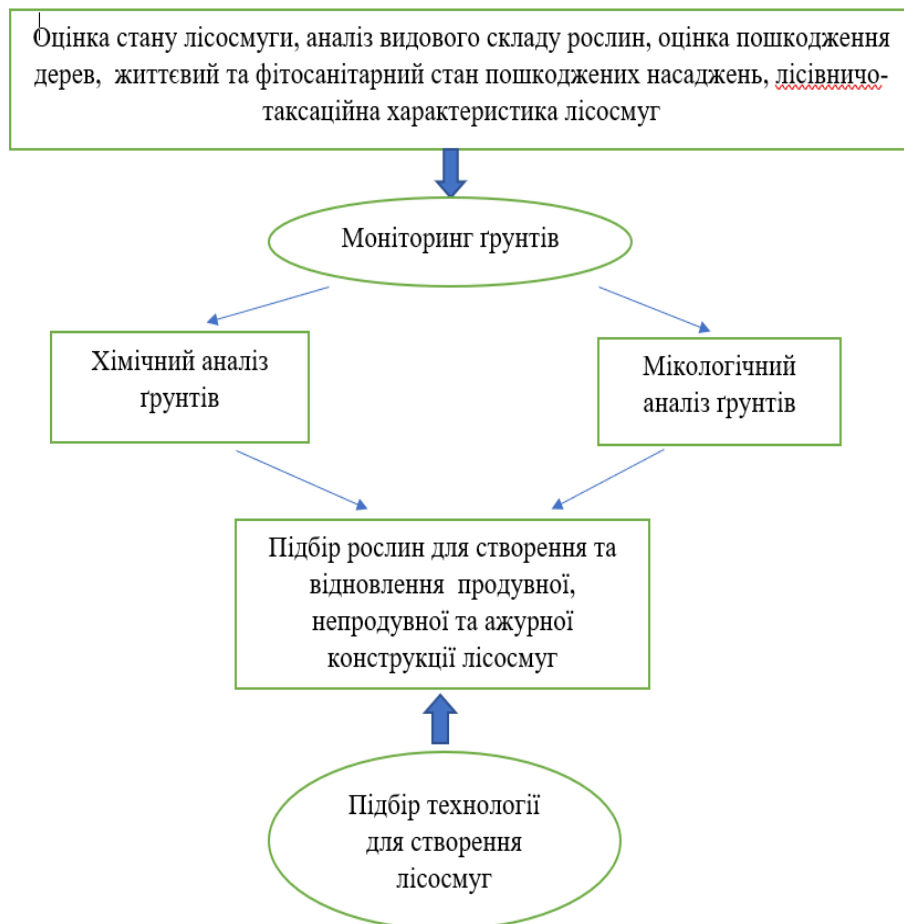 Оцінка стану лісосмуги, аналіз видового складу рослин, оцінка пошкодження
дерев, життєвий та фітосанітарний стан пошкоджених насаджень, лісівничо-
таксаційна характеристика лісосмуг
Моніторинг ґрунтів
Хімічний аналіз
ґрунтів
Мікологічний
аналіз ґрунтів
Підбір рослин для створення та
відновлення продувної,
непродувної та ажурної
конструкції лісосмуг
Підбір технології
для створення
лісосмуг